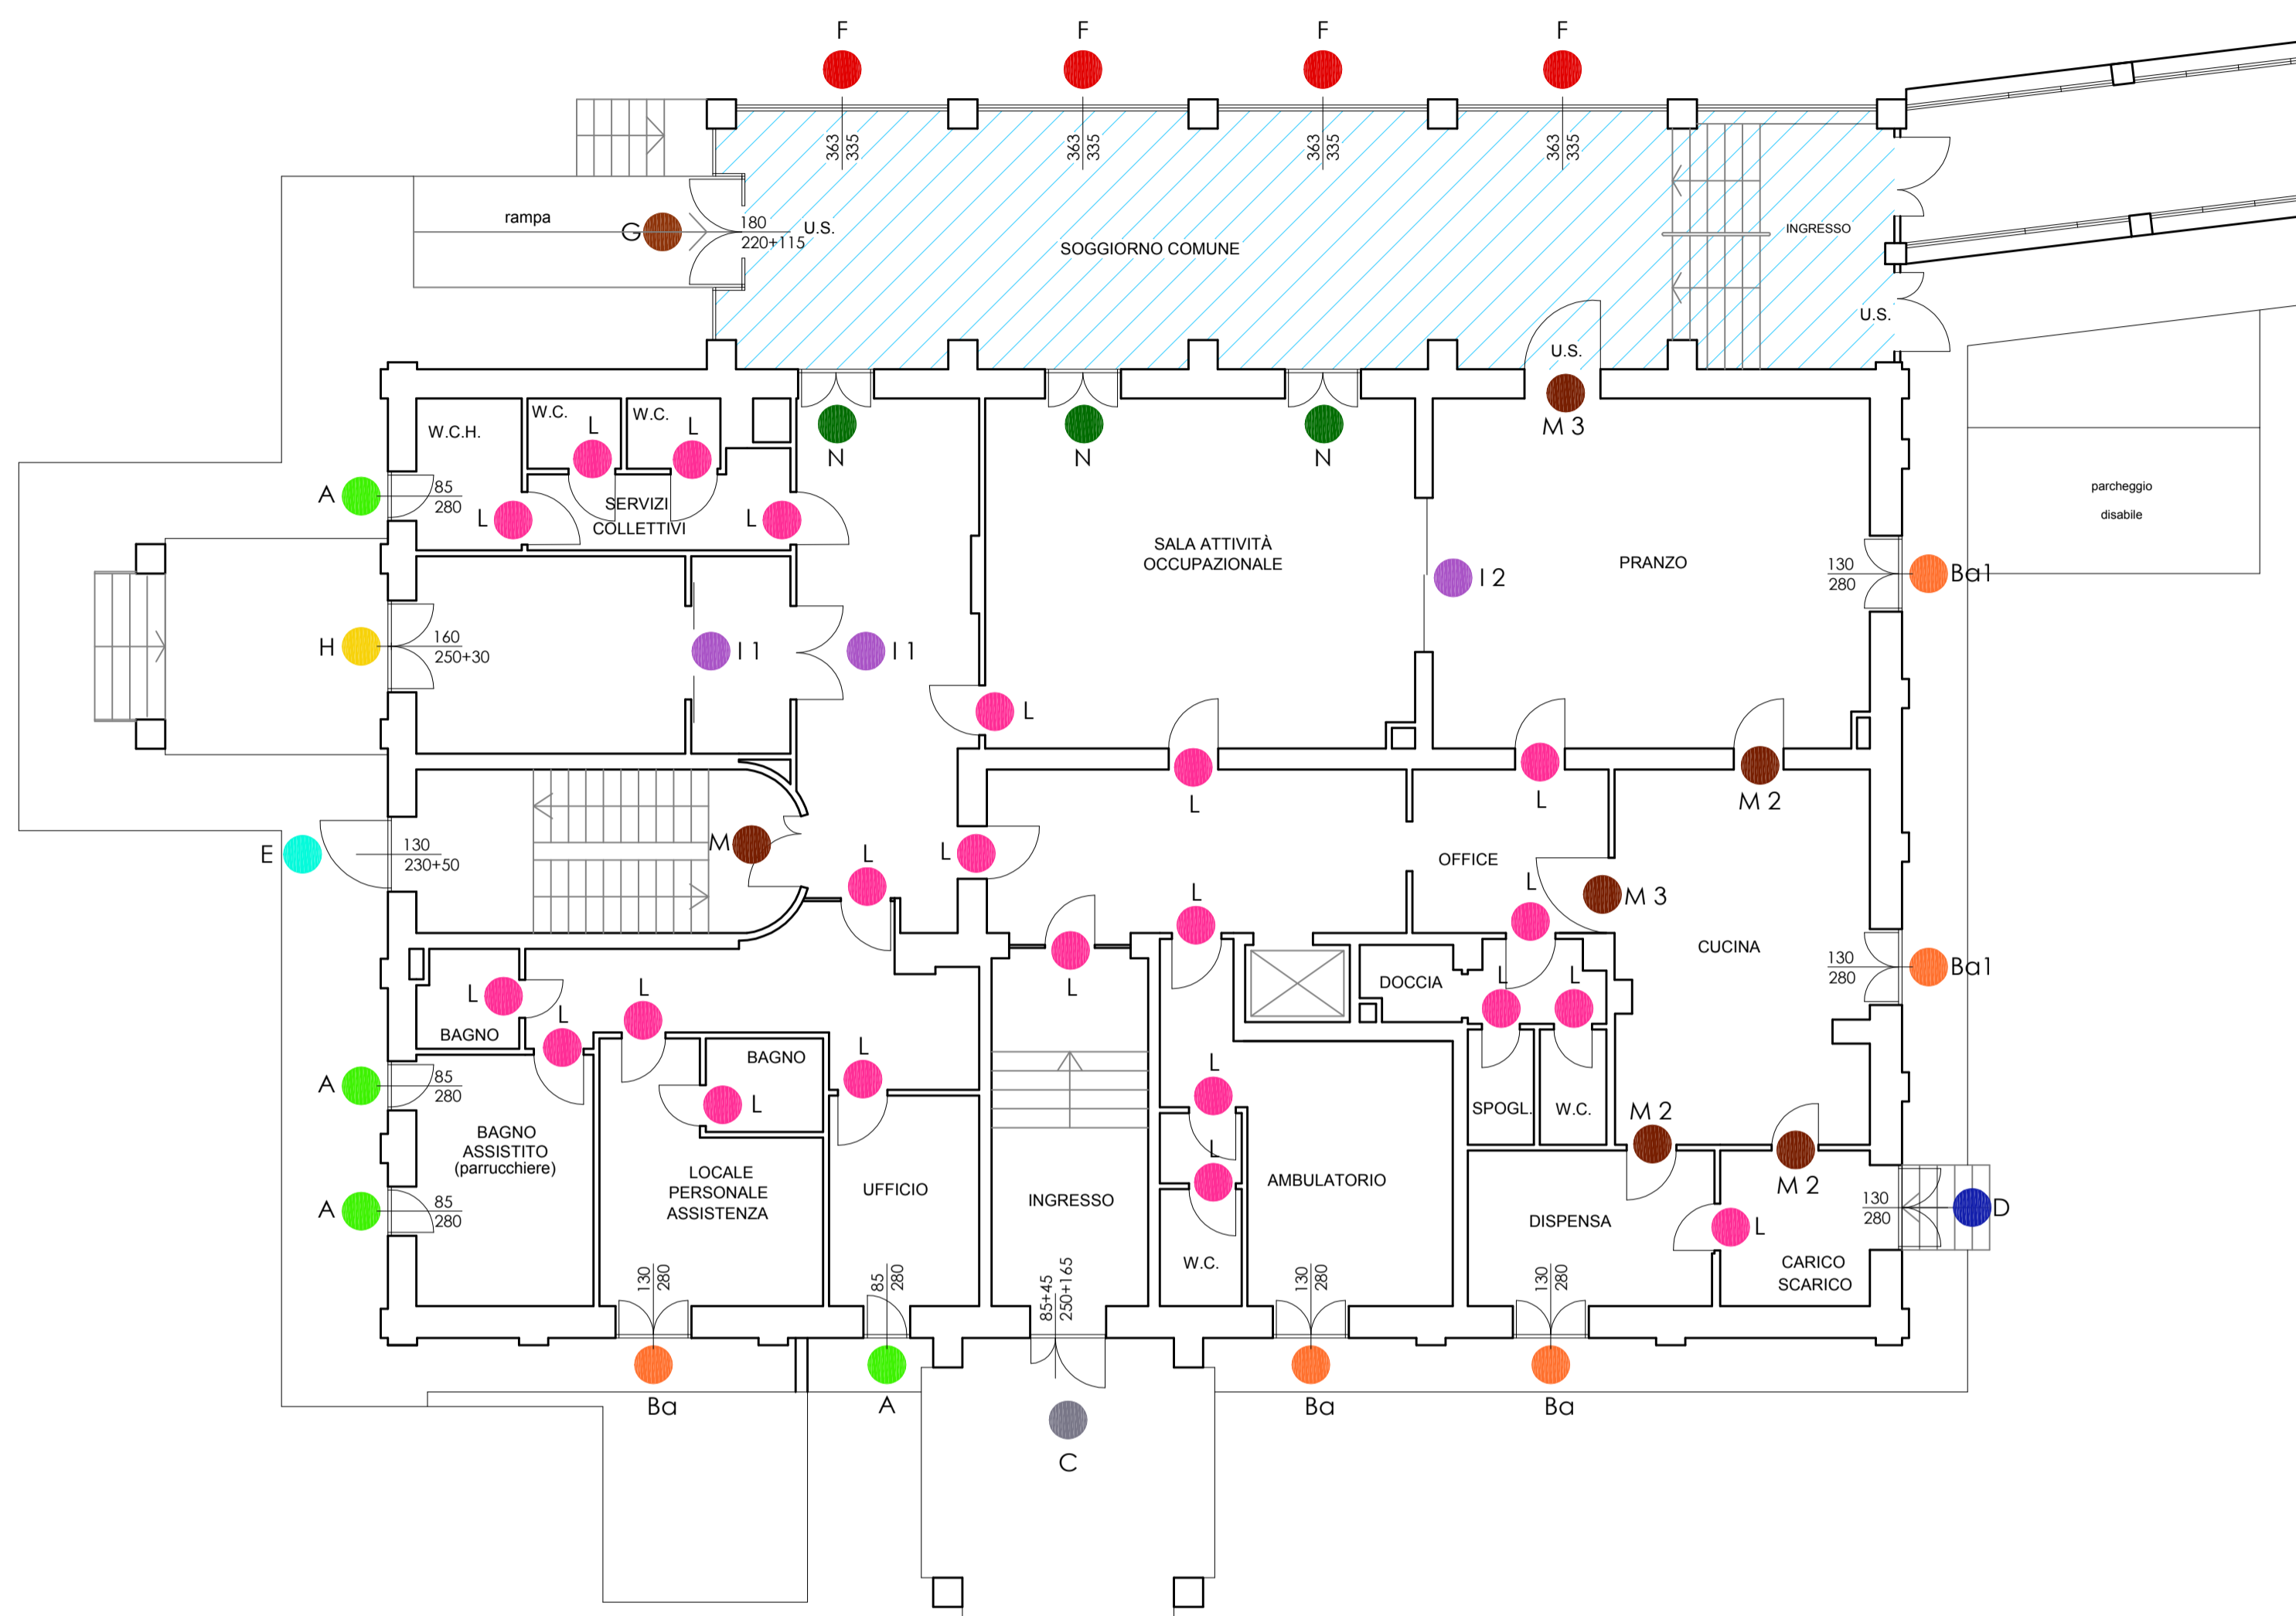 F
F
F
F
363
335
363
335
363
335
363
335
rampa
G
180
220+115
U.S.
SOGGIORNO COMUNE
INGRESSO
U.S.
U.S.
M 3
W.C.H.
W.C.
W.C.
L
L
N
N
N
A
85
280
L
SERVIZI
COLLETTIVI
L
SALA ATTIVITÀ
OCCUPAZIONALE
I 2
PRANZO
130
280
Ba1
parcheggio
disabile
H
160
250+30
I 1
I 1
L
L
L
M 2
E
130
230+50
M
L
L
L
OFFICE
L
M 3
CUCINA
130
280
Ba1
L
BAGNO
L
L
L
DOCCIA
L
L
A
85
280
BAGNO
L
L
L
L
BAGNO
ASSISTITO
(parrucchiere)
LOCALE
PERSONALE
ASSISTENZA
UFFICIO
INGRESSO
AMBULATORIO
SPOGL.
W.C.
M 2
M 2
A
85
280
W.C.
DISPENSA
L
CARICO
SCARICO
130
280
D
130
280
85
280
85+45
250+165
130
280
130
280
Ba
A
C
Ba
Ba